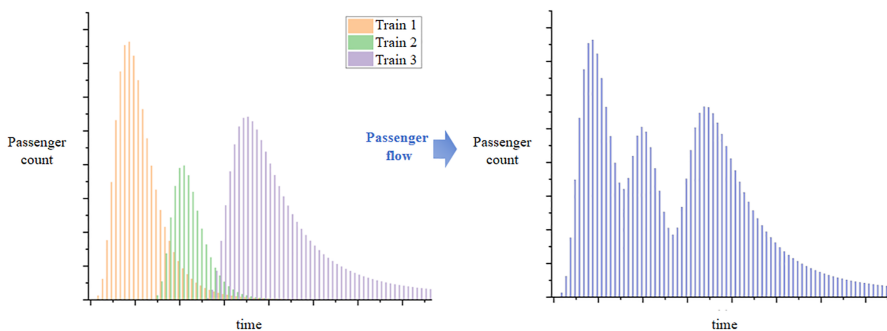 Train 1
Train 2
Train 3
Passenger
count
time
Passenger
flow
Passenger
count
time